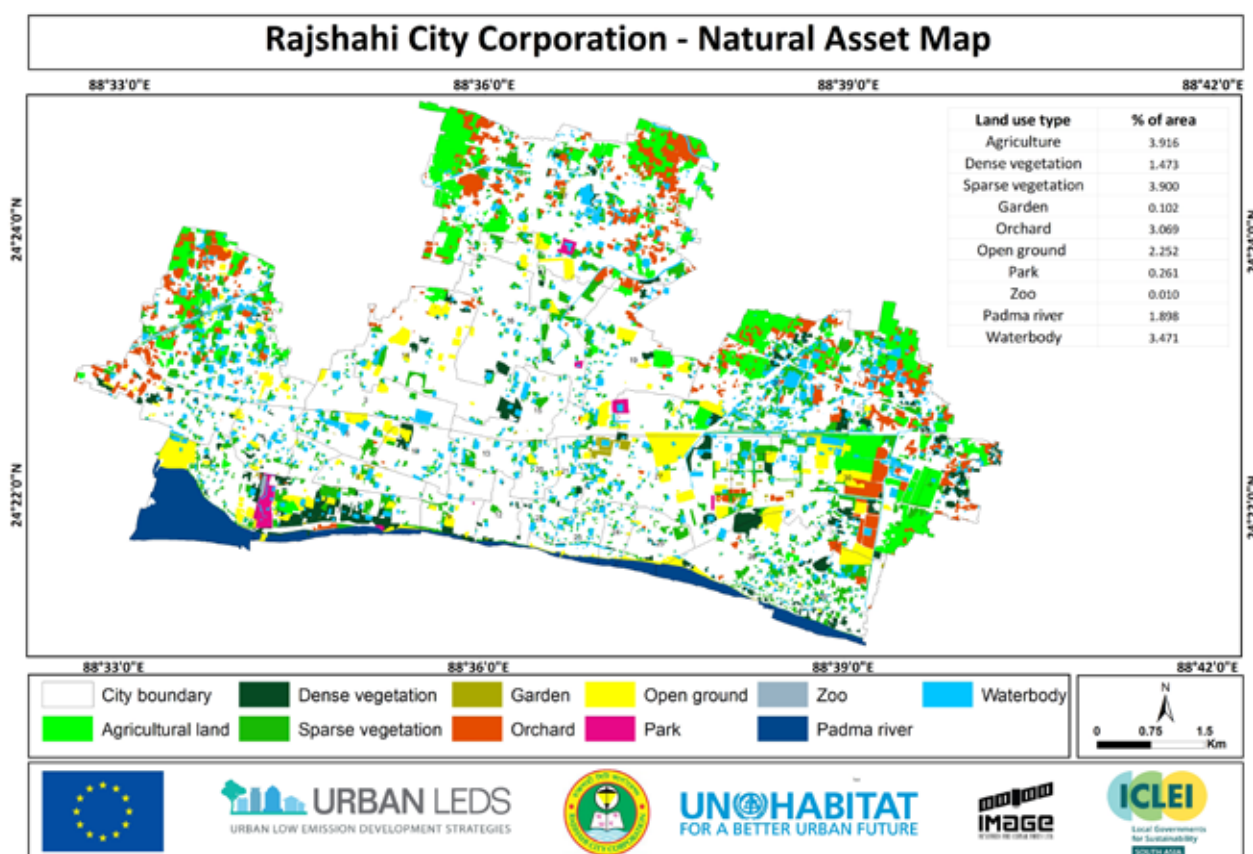 Rajshahi City Corporation - Natural Asset Map
88°33'0"E 88°36'0"E 88°39'0"E 88°42'0"E
24°24'0"N
24°22'0"N
Land use type % of area
Agriculture 3.916
Dense vegetation 1.473
Sparse vegetation 3.900
Garden 0.102
Orchard 3.069
Open ground 2.252
Park 0.261
Zoo 0.010
Padma river 1.898
Waterbody 3.471
24°24'0"N
88°33'0"E 88°36'0"E 88°39'0"E 88°42'0"E
City boundary Dense vegetation Garden Open ground Zoo Waterbody
Agricultural land Sparse vegetation Orchard Park Padma river
N
0 0.75 1.5
Km
URBAN LEDS
URBAN LOW EMISSION DEVELOPMENT STRATEGIES
RAJSHAHI CITY CORPORATION
UN HABITAT
FOR A BETTER URBAN FUTURE
IMAGE
ICLEI
Local Governments
for Sustainability
SOUTH ASIA